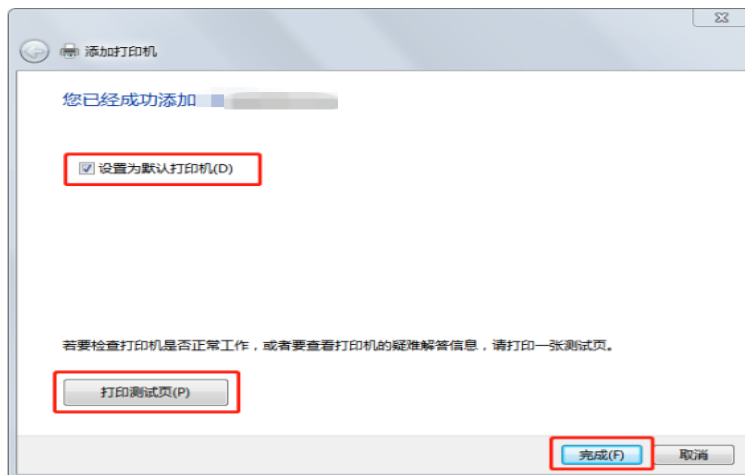 添加打印机
您已经成功添加
设置为默认打印机(D)
若要检查打印机是否正常工作，或者要查看打印机的疑难解答信息，请打印一张测试页。
打印测试页(P)
完成(F)
取消